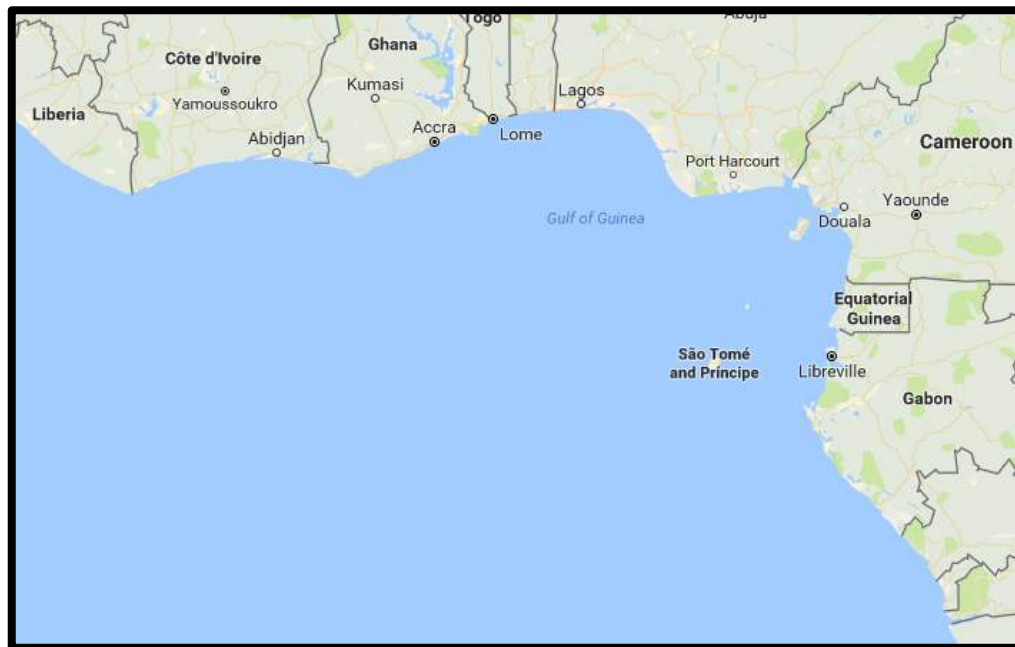 Togo
Abuja
Ghana
Côte d'Ivoire
Kumasi
Lagos
Yamoussoukro
Liberia
Accra
Lome
Abidjan
Cameroon
Port Harcourt
Yaounde
Gulf of Guinea
Douala
Equatorial
Guinea
São Tomé
and Príncipe
Libreville
Gabon